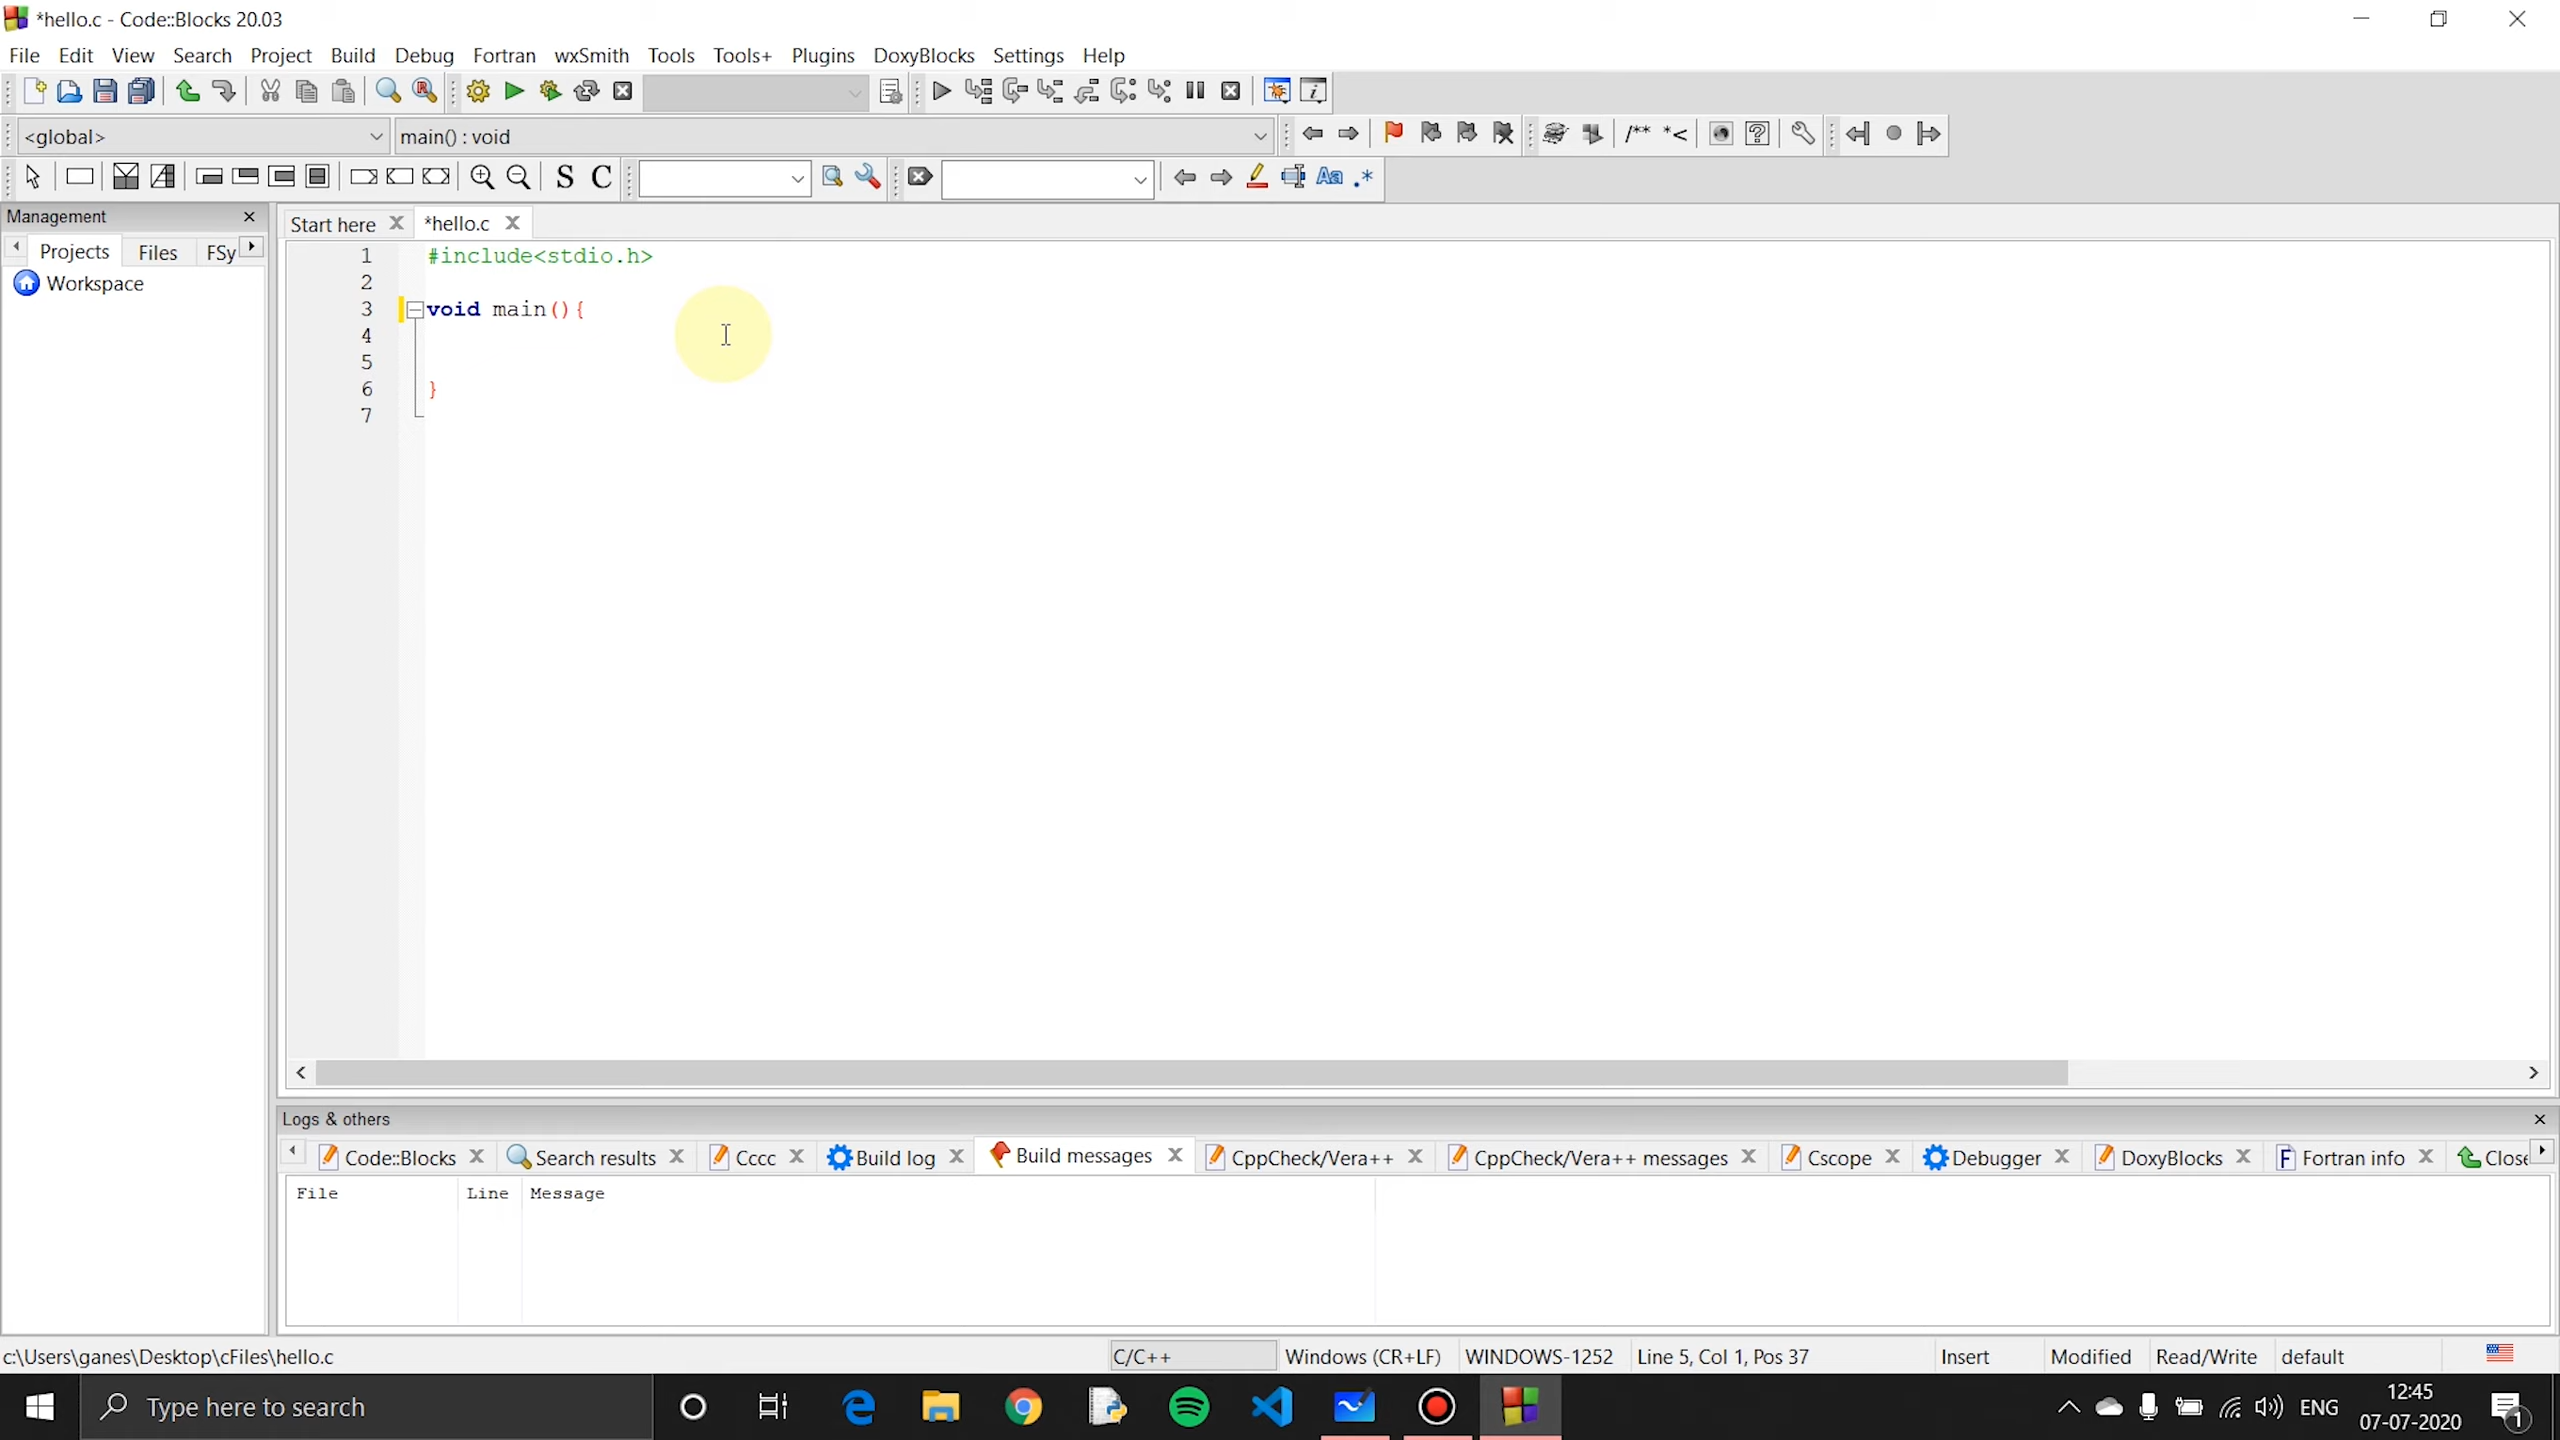 *hello.c - Code::Blocks 20.03
File Edit View Search Project Build Debug Fortran wxSmith Tools Tools+ Plugins DoxyBlocks Settings Help
<global> main() : void /** *<
S C Aa .*
Management
Projects Files FSy
Workspace
Start here *hello.c
1 #include<stdio.h>
2
3 void main(){
4
5
6 }
7
Logs & others
Code::Blocks Search results Cccc Build log Build messages CppCheck/Vera++ CppCheck/Vera++ messages Cscope Debugger DoxyBlocks Fortran info Close
File Line Message
c:\Users\ganes\Desktop\cFiles\hello.c C/C++ Windows (CR+LF) WINDOWS-1252 Line 5, Col 1, Pos 37 Insert Modified Read/Write default
Type here to search ENG 12:45
07-07-2020 1